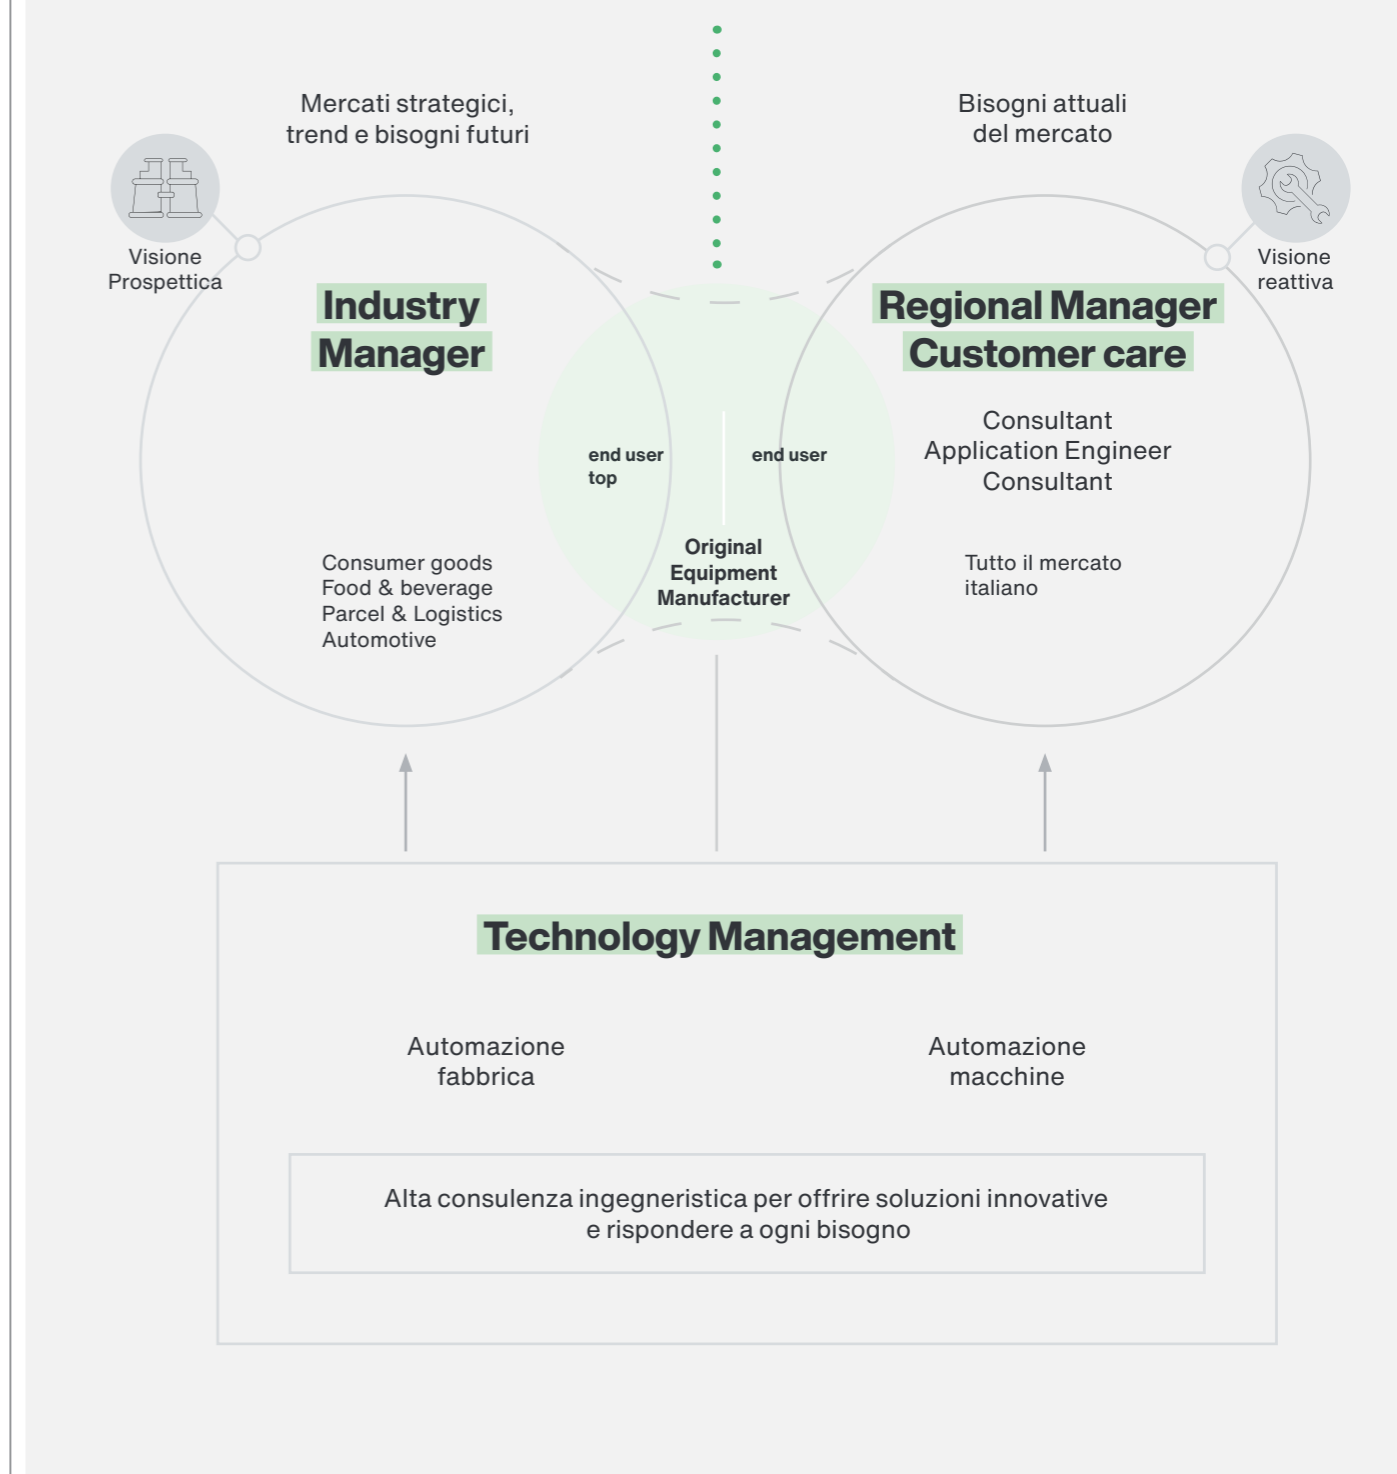 Mercati strategici,
trend e bisogni futuri
Visione
Prospettica
Industry
Manager
Consumer goods
Food & beverage
Parcel & Logistics
Automotive
end user
top
end user
Original
Equipment
Manufacturer
Bisogni attuali
del mercato
Visione
reattiva
Regional Manager
Customer care
Consultant
Application Engineer
Consultant
Tutto il mercato
italiano
Technology Management
Automazione
fabbrica
Automazione
macchine
Alta consulenza ingegneristica per offrire soluzioni innovative
e rispondere a ogni bisogno